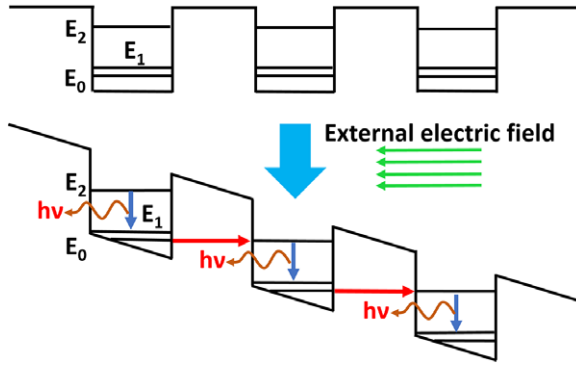 E₂
E₁
E₀
External electric field
E₂
hν
E₁
E₀
hν
hν